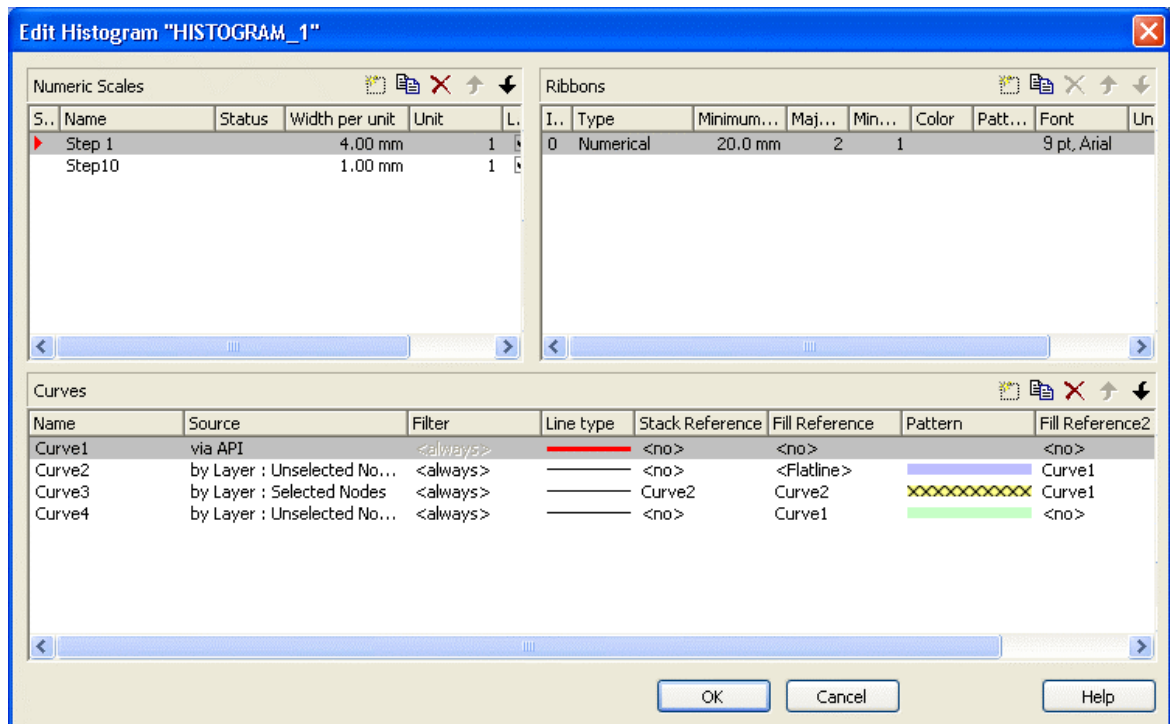 Edit Histogram "HISTOGRAM_1"
Numeric Scales
S.. Name Status Width per unit Unit L.
Step 1 4.00 mm 1
Step10 1.00 mm 1
Ribbons
I.. Type Minimum... Maj... Min... Color Patt... Font Un
0 Numerical 20.0 mm 2 1 9 pt, Arial
Curves
Name Source Filter Line type Stack Reference Fill Reference Pattern Fill Reference2
Curve1 via API <always> <no> <no> <no>
Curve2 by Layer : Unselected No... <always> <no> <Flatline> Curve1
Curve3 by Layer : Selected Nodes <always> Curve2 Curve2 Curve1
Curve4 by Layer : Unselected No... <always> <no> Curve1 <no>
OK Cancel Help